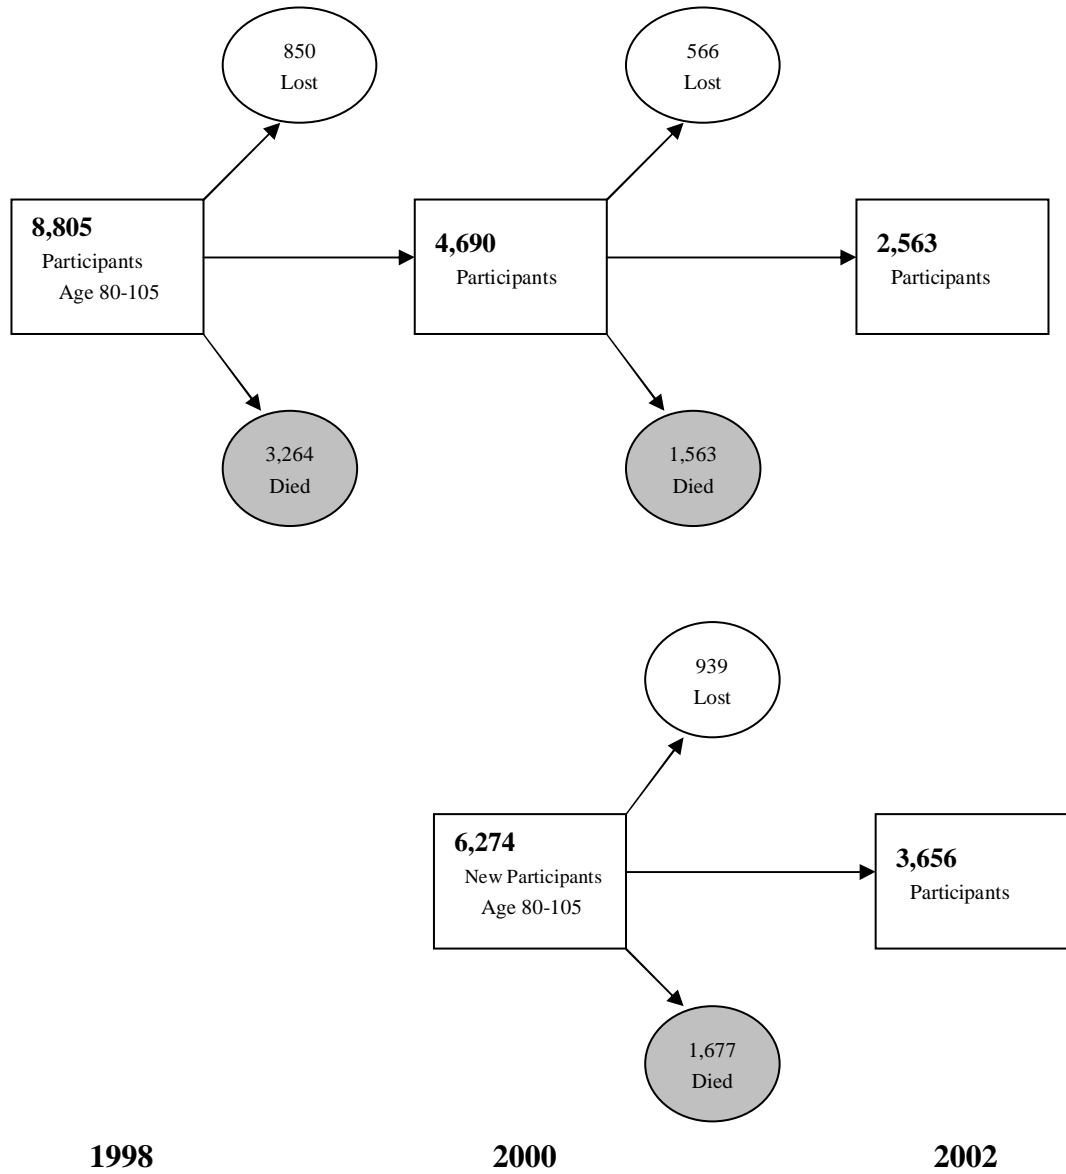 850
Lost
566
Lost
8,805
Participants
Age 80-105
4,690
Participants
2,563
Participants
3,264
Died
1,563
Died
939
Lost
6,274
New Participants
Age 80-105
3,656
Participants
1,677
Died
1998
2000
2002